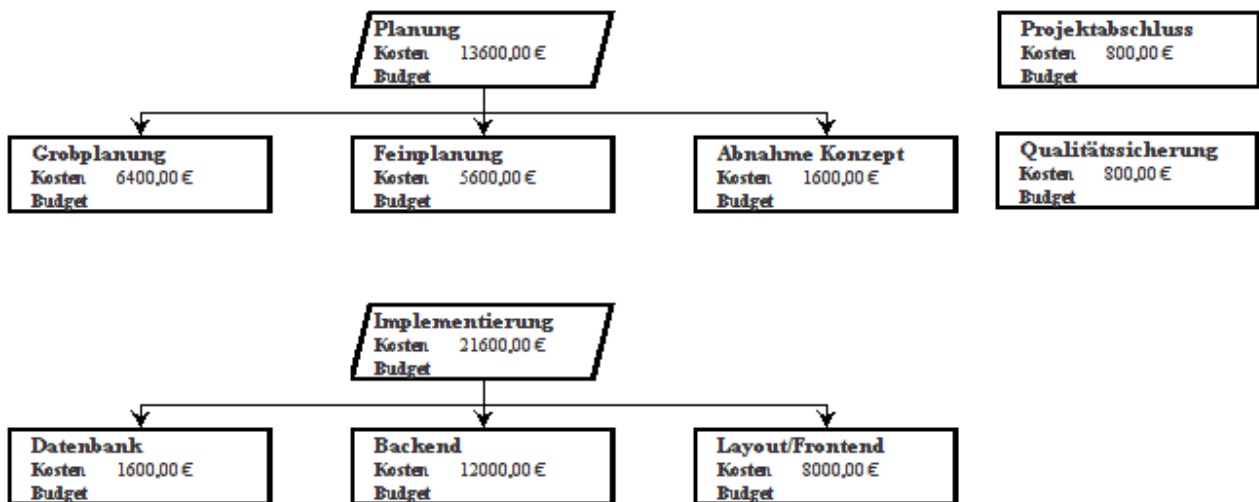 Planung
Kosten 13600,00 €
Budget
Projektabschluss
Kosten 800,00 €
Budget
Grobplanung
Kosten 6400,00 €
Budget
Feinplanung
Kosten 5600,00 €
Budget
Abnahme Konzept
Kosten 1600,00 €
Budget
Qualitätssicherung
Kosten 800,00 €
Budget
Implementierung
Kosten 21600,00 €
Budget
Datenbank
Kosten 1600,00 €
Budget
Backend
Kosten 12000,00 €
Budget
Layout/Frontend
Kosten 8000,00 €
Budget